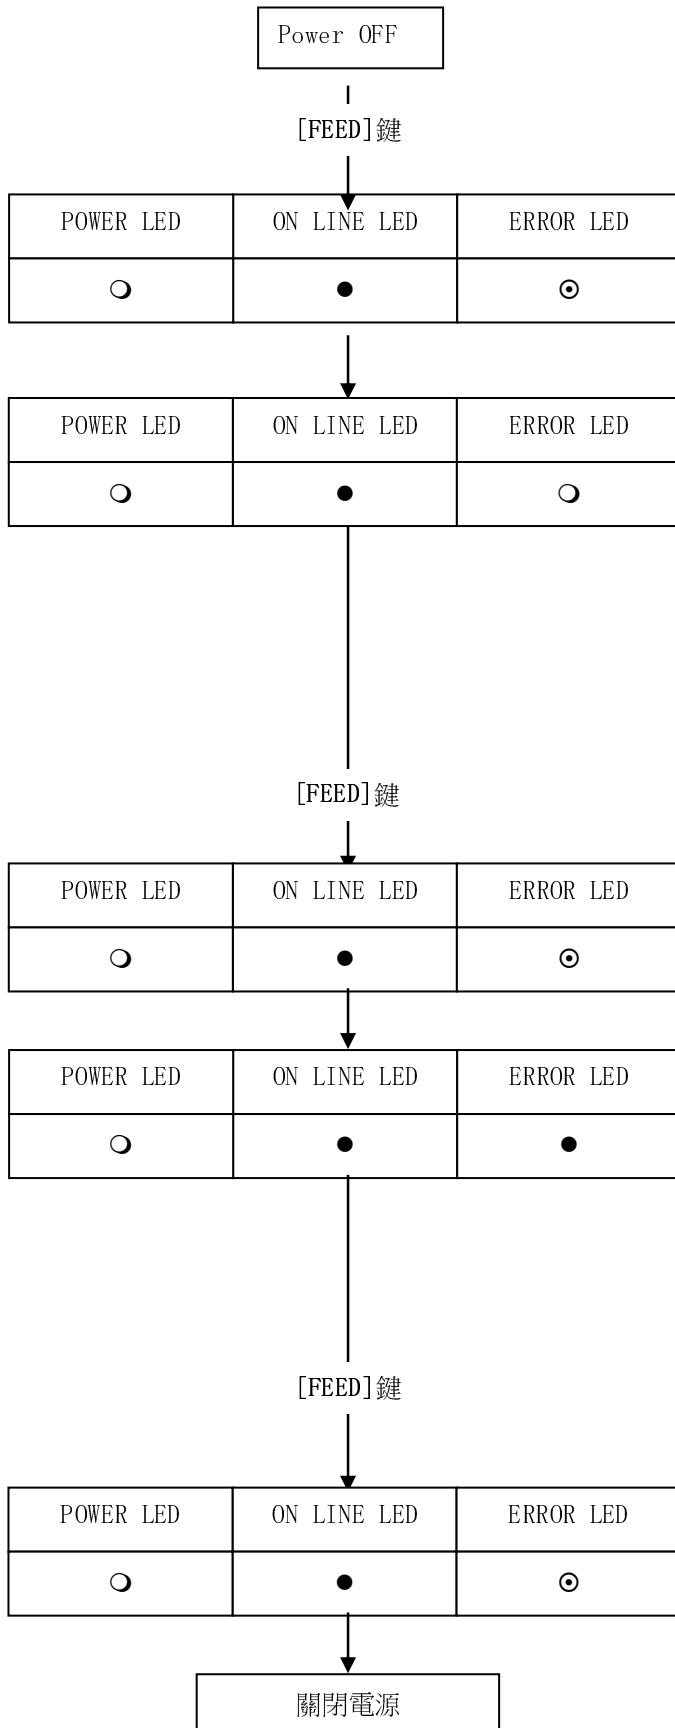 Power OFF
[FEED]鍵
POWER LED ON LINE LED ERROR LED
❍ ● ⊙
POWER LED ON LINE LED ERROR LED
❍ ● ❍
[FEED]鍵
POWER LED ON LINE LED ERROR LED
❍ ● ⊙
POWER LED ON LINE LED ERROR LED
❍ ● ●
[FEED]鍵
POWER LED ON LINE LED ERROR LED
❍ ● ⊙
關閉電源